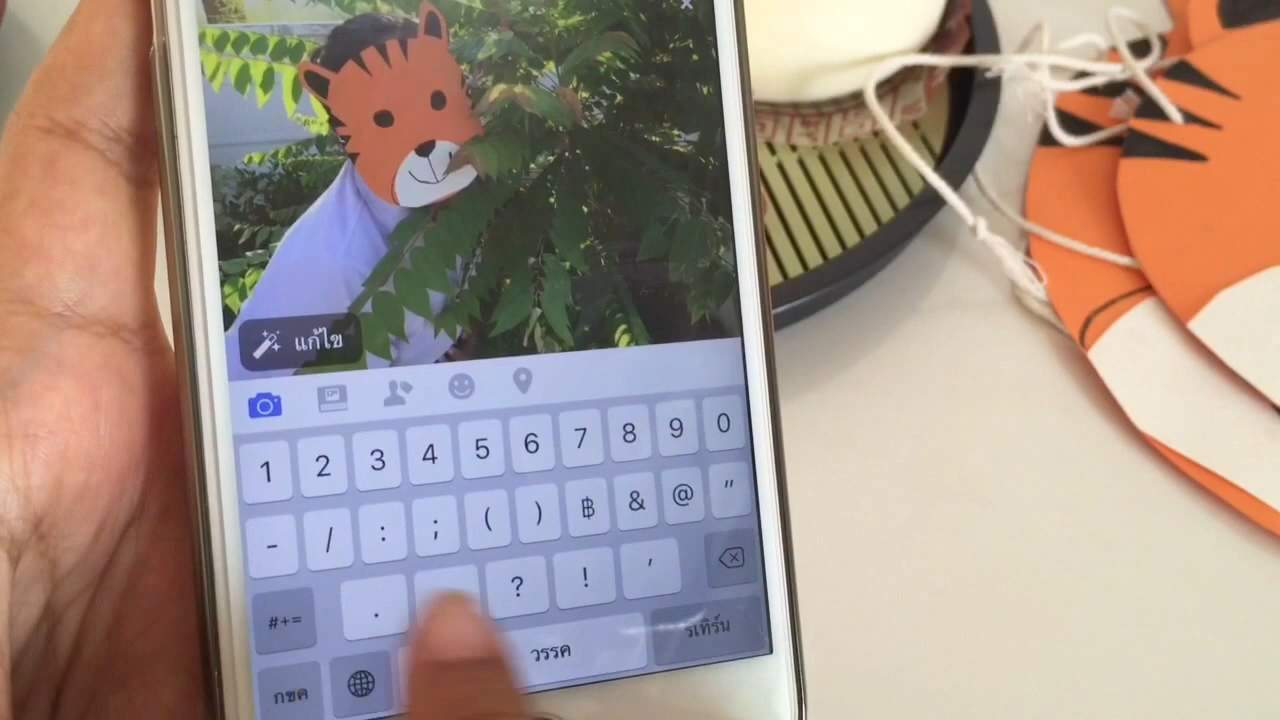 แก้ไข
1 2 3 4 5 6 7 8 9 0
- / : ; ( ) ฿ & @ "
#+= . ? ! ’
กขค วรรค รีเทิร์น